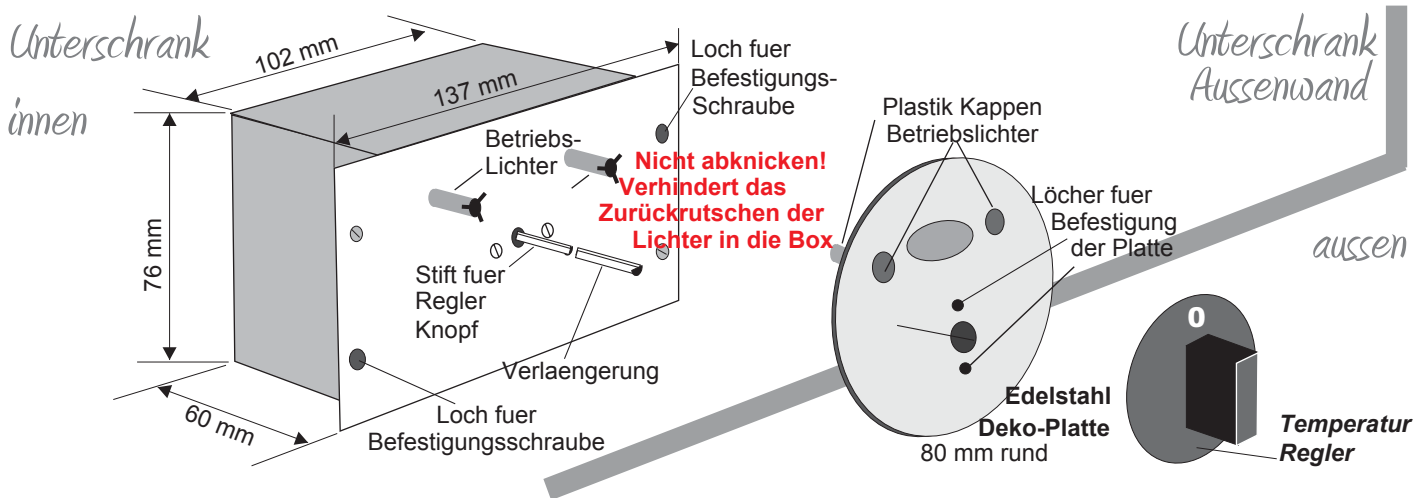 Unterschrank
innen
102 mm
137 mm
76 mm
60 mm
Loch fuer
Befestigungs-
Schraube
Betriebs-
Lichter
Nicht abknicken!
Verhindert das
Zurückrutschen der
Lichter in die Box
Stift fuer
Regler
Knopf
Verlaengerung
Loch fuer
Befestigungsschraube
Plastik Kappen
Betriebslichter
Löcher fuer
Befestigung
der Platte
Unterschrank
Aussenwand
aussen
Edelstahl
Deko-Platte
80 mm rund
0
Temperatur
Regler